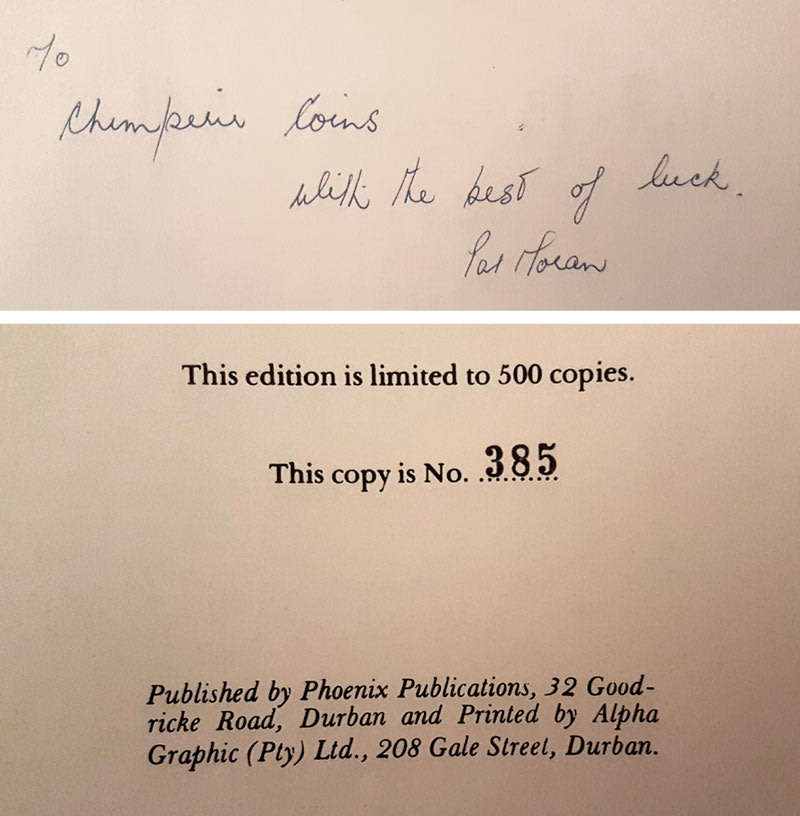 To
Chemperie Coins
with the best of luck.
Pat Moran
This edition is limited to 500 copies.
This copy is No. 385
Published by Phoenix Publications, 32 Good-
ricke Road, Durban and Printed by Alpha
Graphic (Pty) Ltd., 208 Gale Street, Durban.